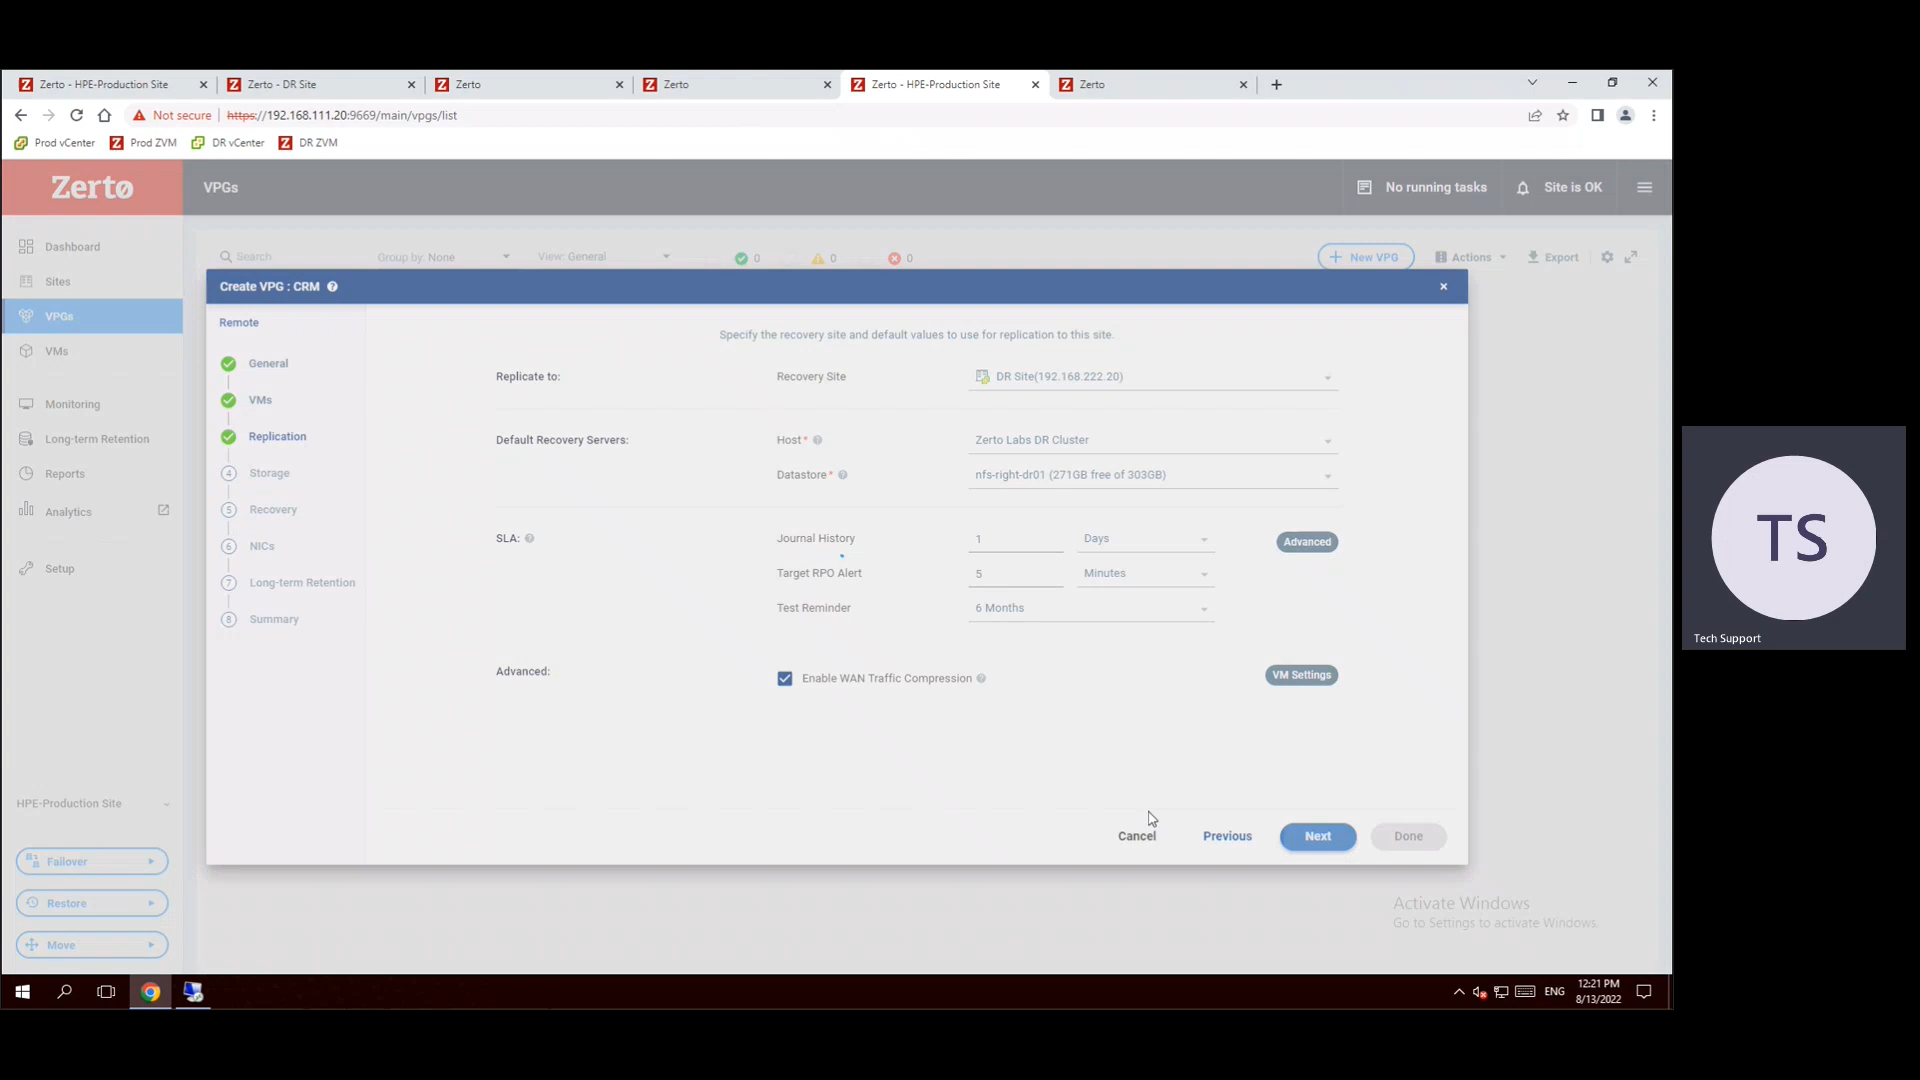 Zerto - HPE-Production Site
Zerto - DR Site
Zerto
Zerto
Zerto - HPE-Production Site
Zerto
Not secure
https://192.168.111.20:9669/main/vpgs/list
Prod vCenter
Prod ZVM
DR vCenter
DR ZVM
Zerto
VPGs
No running tasks
Site is OK
Dashboard
Sites
VPGs
VMs
Monitoring
Long-term Retention
Reports
Analytics
Setup
HPE-Production Site
Failover
Restore
Move
Search
Group by: None
View: General
0
0
0
New VPG
Actions
Export
Create VPG : CRM
Remote
General
VMs
Replication
4 Storage
5 Recovery
6 NICs
7 Long-term Retention
8 Summary
Specify the recovery site and default values to use for replication to this site.
Replicate to:
Recovery Site
DR Site(192.168.222.20)
Default Recovery Servers:
Host*
Zerto Labs DR Cluster
Datastore*
nfs-right-dr01 (271GB free of 303GB)
SLA:
Journal History
1
Days
Advanced
Target RPO Alert
5
Minutes
Test Reminder
6 Months
Advanced:
Enable WAN Traffic Compression
VM Settings
Cancel
Previous
Next
Done
Activate Windows
Go to Settings to activate Windows.
ENG
12:21 PM
8/13/2022
TS
Tech Support